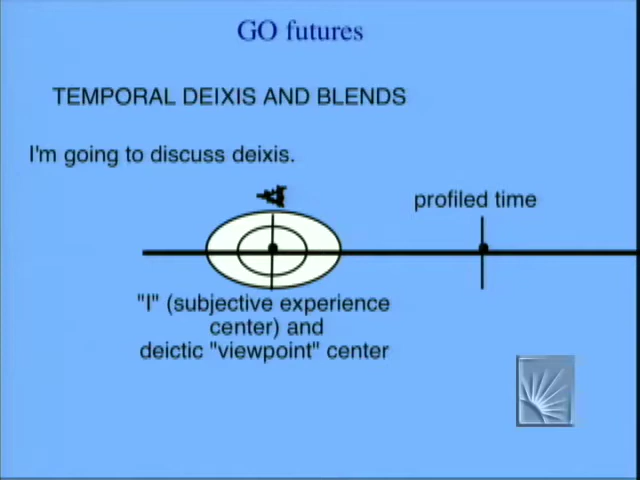 GO futures
TEMPORAL DEIXIS AND BLENDS
I'm going to discuss deixis.
profiled time
"I" (subjective experience
center) and
deictic "viewpoint" center